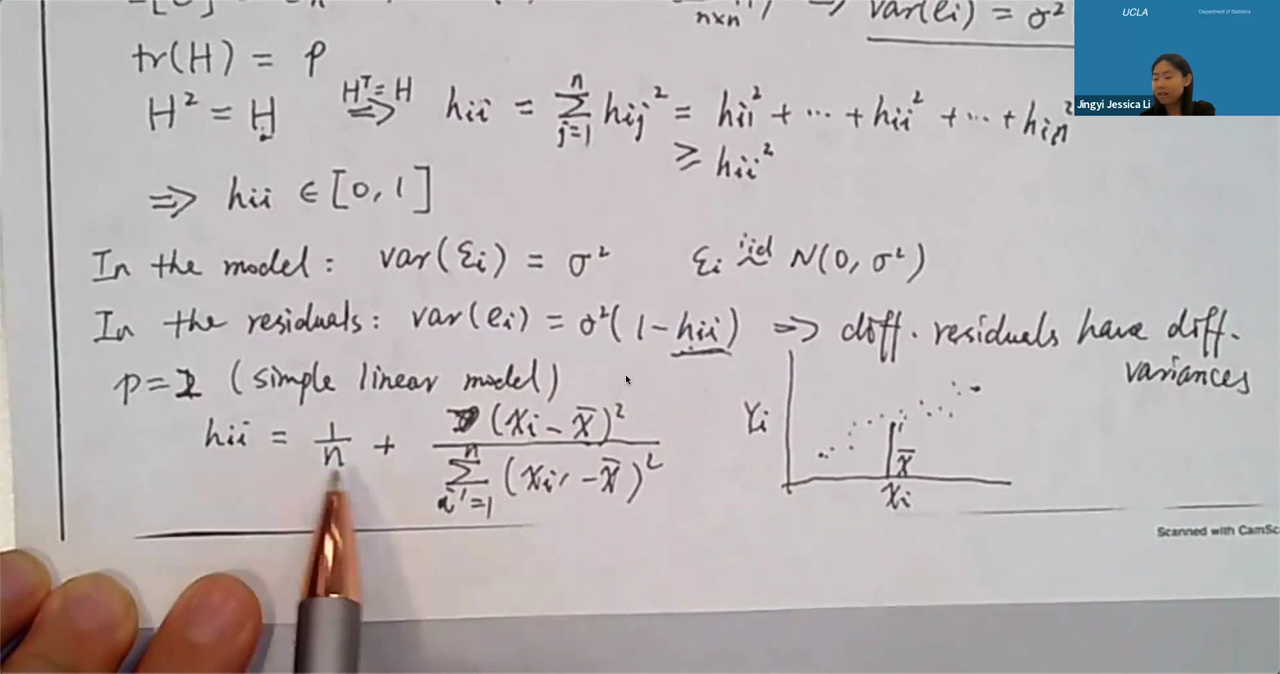 n×n ⇒ var(ei) = σ²
UCLA Department of Statistics
Jingyi Jessica Li
tr(H) = p
H² = H  Hᵀ=H ⟹  hii = Σ_{j=1}^{n} hij² = hi1² + ⋯ + hii² + ⋯ + hin²
≥ hii²
⇒ hii ∈ [0, 1]
In the model: var(εi) = σ²  εi iid ~ N(0, σ²)
In the residuals: var(ei) = σ²(1 - hii) ⇒ diff. residuals have diff. variances
p=2 (simple linear model)
hii = 1/n + (xi - x̄)² / Σ_{i'=1}^{n} (xi' - x̄)²
Yi
i
x̄
xi
Scanned with CamSc